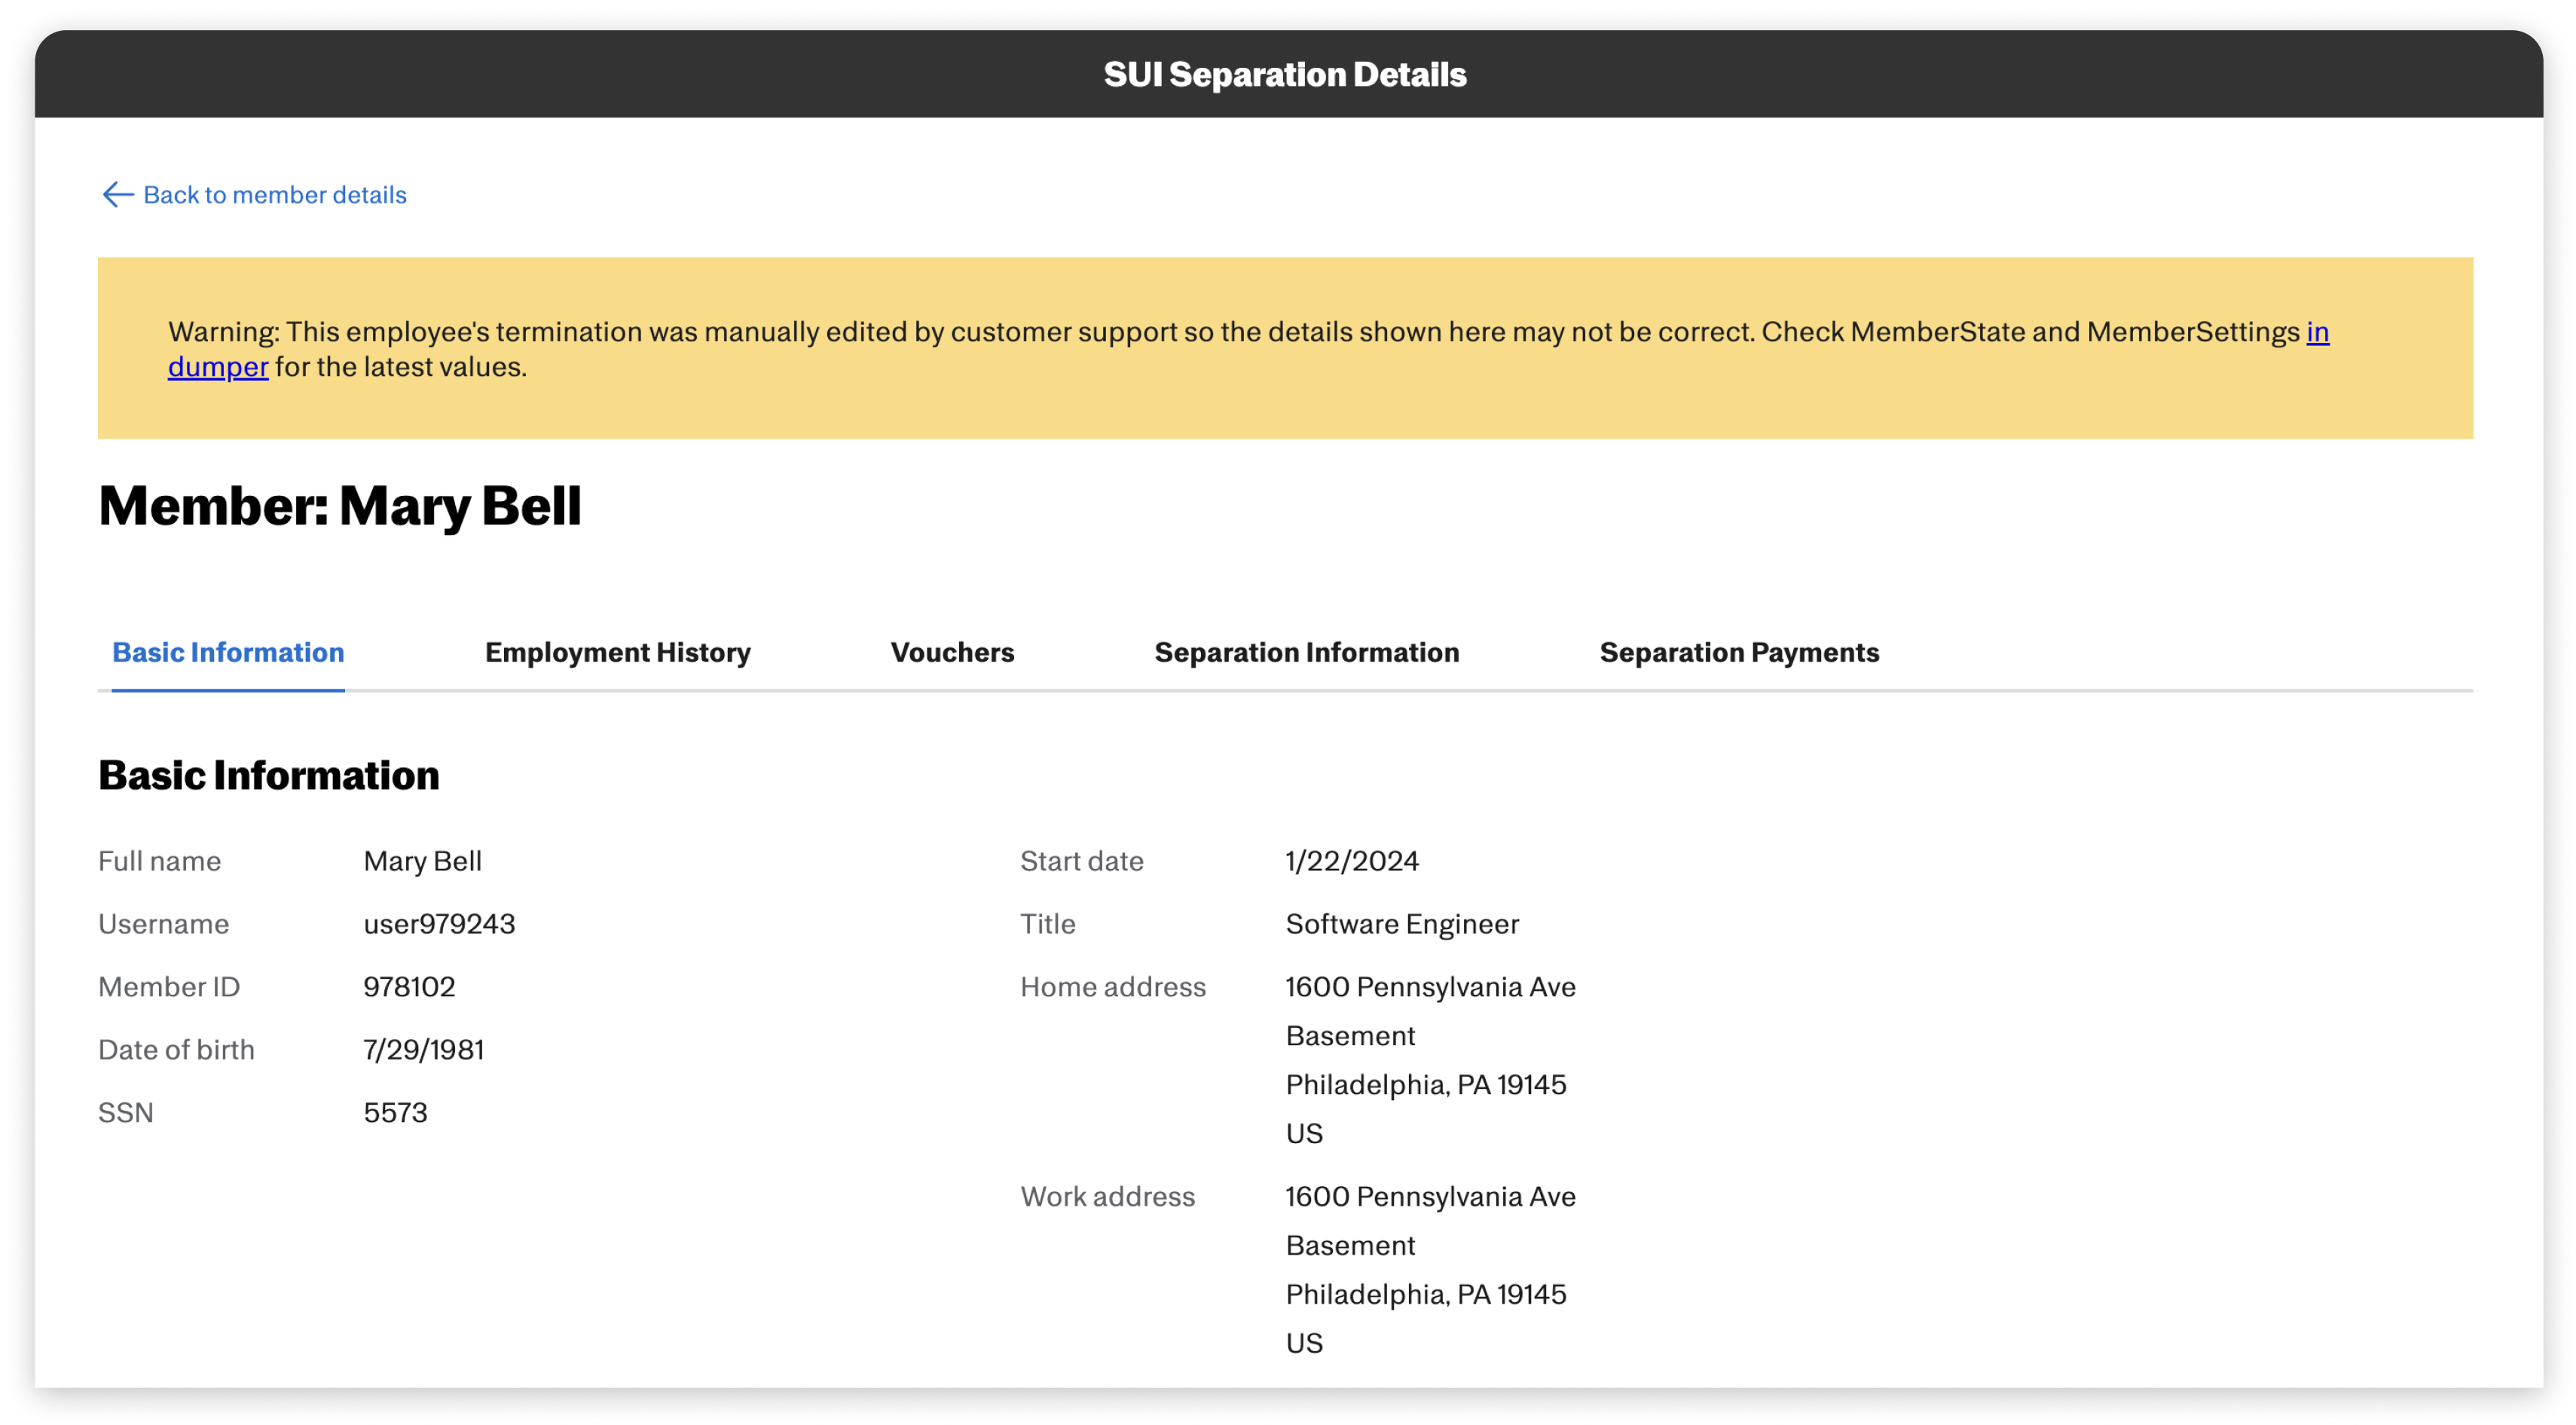 SUI Separation Details
Back to member details
Warning: This employee's termination was manually edited by customer support so the details shown here may not be correct. Check MemberState and MemberSettings in
dumper for the latest values.
Member: Mary Bell
Basic Information Employment History Vouchers Separation Information Separation Payments
Basic Information
Full name Mary Bell
Username user979243
Member ID 978102
Date of birth 7/29/1981
SSN 5573
Start date 1/22/2024
Title Software Engineer
Home address 1600 Pennsylvania Ave
Basement
Philadelphia, PA 19145
US
Work address 1600 Pennsylvania Ave
Basement
Philadelphia, PA 19145
US